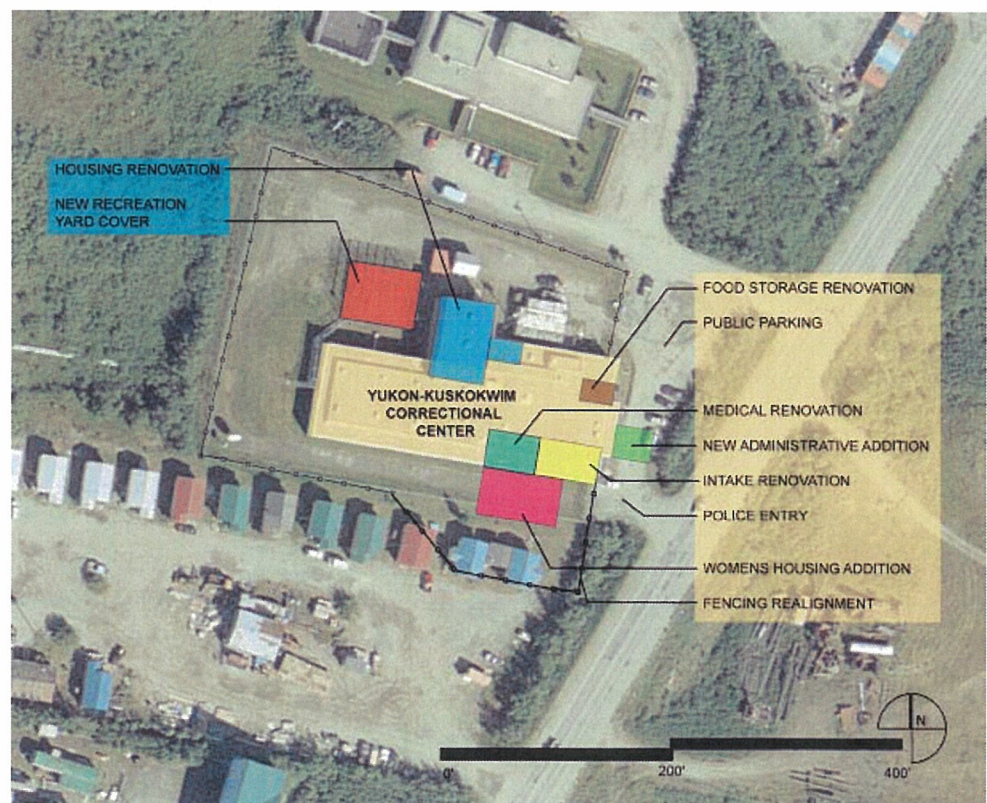 HOUSING RENOVATION
NEW RECREATION
YARD COVER
FOOD STORAGE RENOVATION
PUBLIC PARKING
YUKON-KUSKOKWIM
CORRECTIONAL
CENTER
MEDICAL RENOVATION
NEW ADMINISTRATIVE ADDITION
INTAKE RENOVATION
POLICE ENTRY
WOMENS HOUSING ADDITION
FENCING REALIGNMENT
N
0'
200'
400'